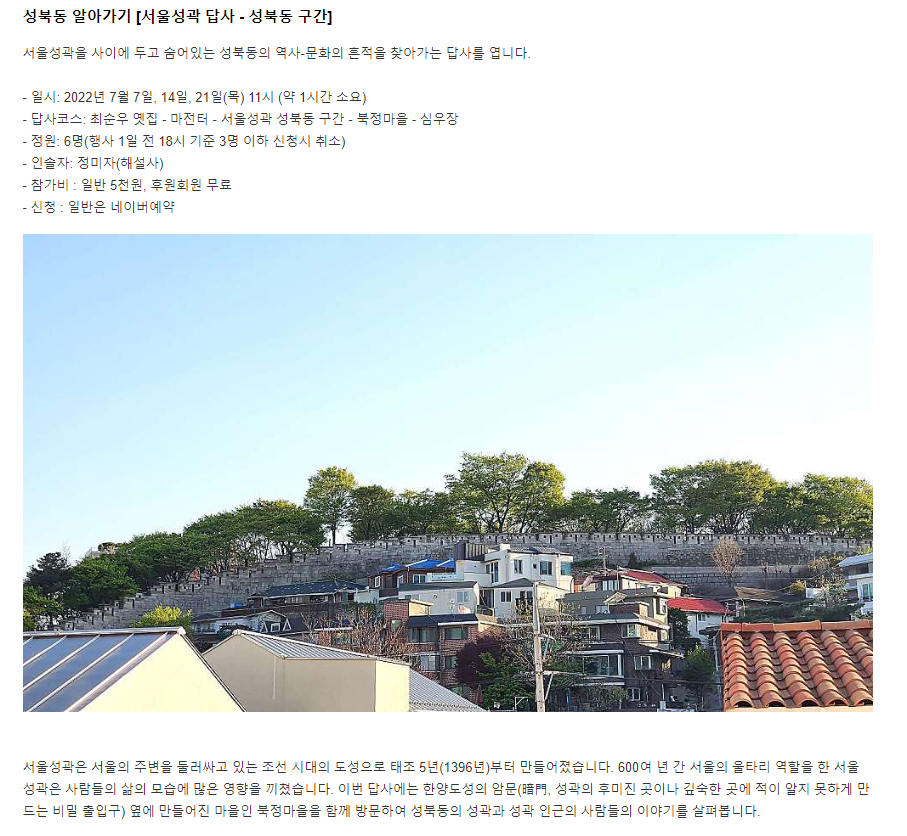 성북동 알아가기 [서울성곽 답사 - 성북동 구간]
서울성곽을 사이에 두고 숨어있는 성북동의 역사-문화의 흔적을 찾아가는 답사를 엽니다.
- 일시: 2022년 7월 7일, 14일, 21일(목) 11시 (약 1시간 소요)
- 답사코스: 최순우 옛집 - 마전터 - 서울성곽 성북동 구간 - 북정마을 - 심우장
- 정원: 6명(행사 1일 전 18시 기준 3명 이하 신청시 취소)
- 인솔자: 정미자(해설사)
- 참가비 : 일반 5천원, 후원회원 무료
- 신청 : 일반은 네이버예약
서울성곽은 서울의 주변을 둘러싸고 있는 조선 시대의 도성으로 태조 5년(1396년)부터 만들어졌습니다. 600여 년 간 서울의 울타리 역할을 한 서울
성곽은 사람들의 삶의 모습에 많은 영향을 끼쳤습니다. 이번 답사에는 한양도성의 암문(暗門, 성곽의 후미진 곳이나 깊숙한 곳에 적이 알지 못하게 만
드는 비밀 출입구) 옆에 만들어진 마을인 북정마을을 함께 방문하여 성북동의 성곽과 성곽 인근의 사람들의 이야기를 살펴봅니다.